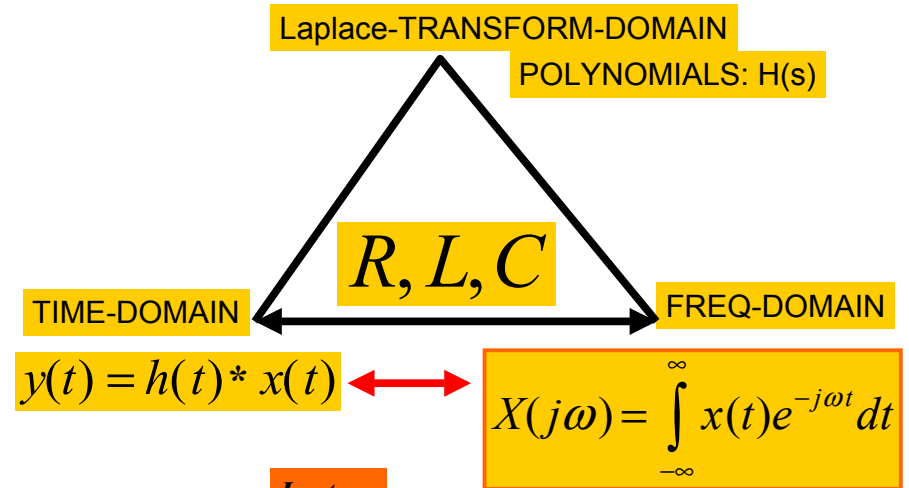 Laplace-TRANSFORM-DOMAIN
POLYNOMIALS: H(s)
R, L, C
TIME-DOMAIN
FREQ-DOMAIN
y(t) = h(t) * x(t)
X(jω) = ∫_{-∞}^{∞} x(t)e^{-jωt} dt